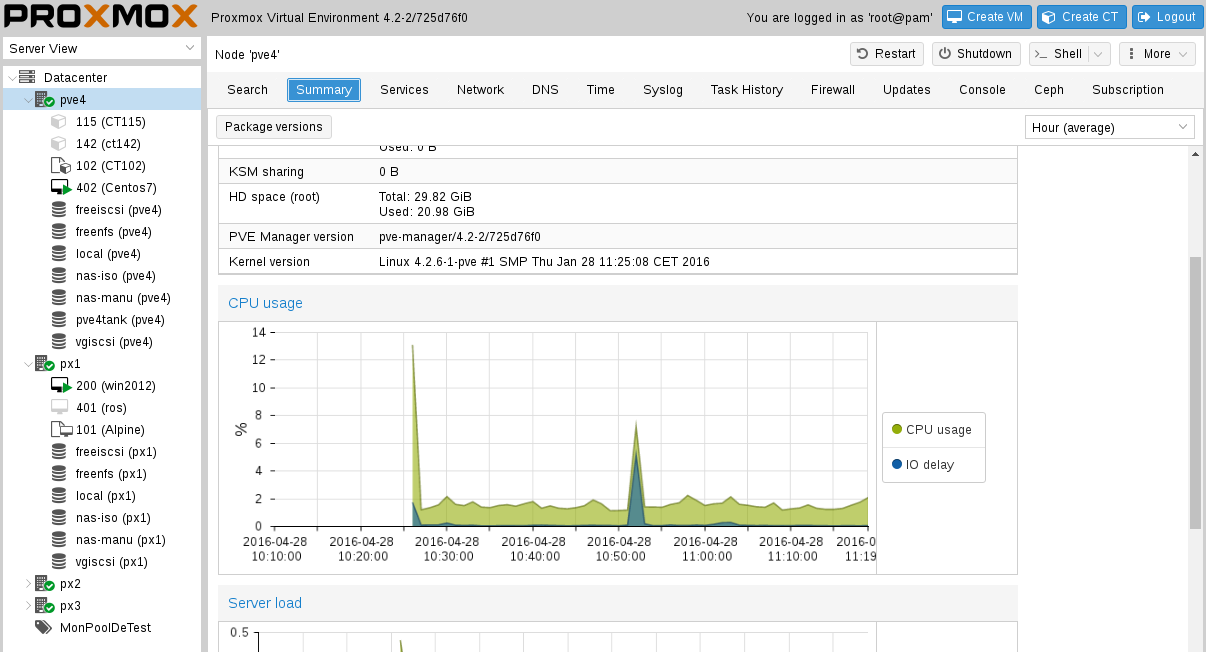 PROXMOX Proxmox Virtual Environment 4.2-2/725d76f0 You are logged in as 'root@pam' Create VM Create CT Logout
Server View
Datacenter
pve4
115 (CT115)
142 (ct142)
102 (CT102)
402 (Centos7)
freeiscsi (pve4)
freenfs (pve4)
local (pve4)
nas-iso (pve4)
nas-manu (pve4)
pve4tank (pve4)
vgiscsi (pve4)
px1
200 (win2012)
401 (ros)
101 (Alpine)
freeiscsi (px1)
freenfs (px1)
local (px1)
nas-iso (px1)
nas-manu (px1)
vgiscsi (px1)
px2
px3
MonPoolDeTest
Node 'pve4' Restart Shutdown >_ Shell More
Search Summary Services Network DNS Time Syslog Task History Firewall Updates Console Ceph Subscription
Package versions Hour (average)
Used: 0 B
KSM sharing 0 B
HD space (root) Total: 29.82 GiB
Used: 20.98 GiB
PVE Manager version pve-manager/4.2-2/725d76f0
Kernel version Linux 4.2.6-1-pve #1 SMP Thu Jan 28 11:25:08 CET 2016
CPU usage
14
12
10
8
6
4
2
0
%
2016-04-28 2016-04-28 2016-04-28 2016-04-28 2016-04-28 2016-04-28 2016-04-28 2016-0
10:10:00 10:20:00 10:30:00 10:40:00 10:50:00 11:00:00 11:10:00 11:19
CPU usage
IO delay
Server load
0.5